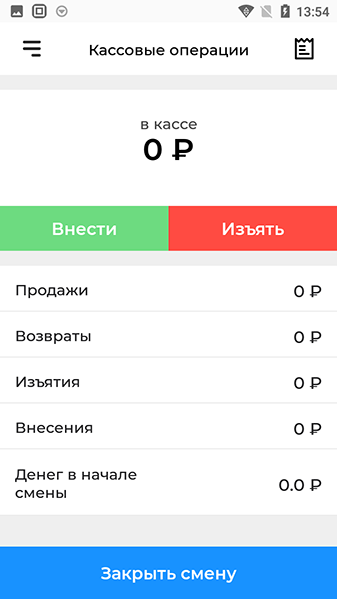 13:54
Кассовые операции
в кассе
0 ₽
Внести Изъять
Продажи 0 ₽
Возвраты 0 ₽
Изъятия 0 ₽
Внесения 0 ₽
Денег в начале
смены 0.0 ₽
Закрыть смену